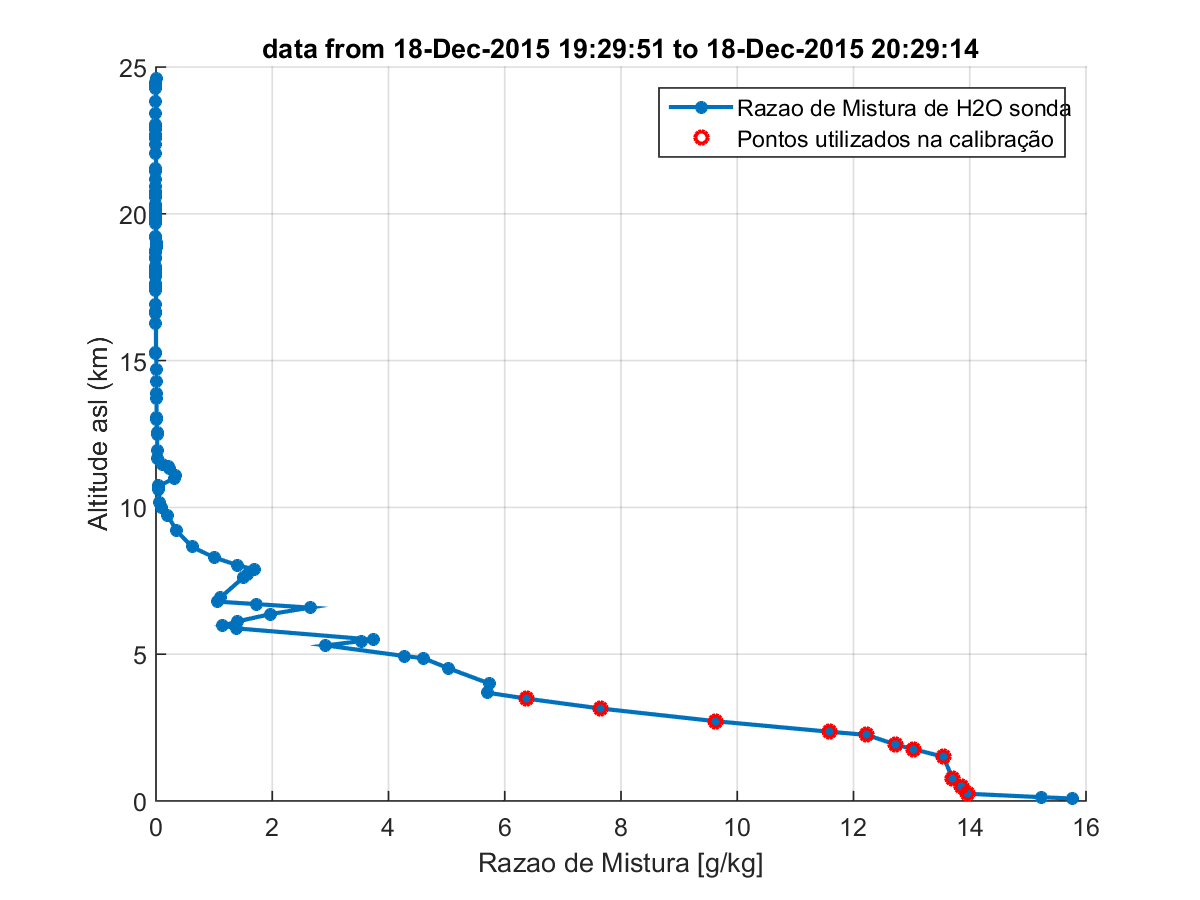 data from 18-Dec-2015 19:29:51 to 18-Dec-2015 20:29:14
Razao de Mistura de H2O sonda
Pontos utilizados na calibração
25
20
15
10
5
0
Altitude asl (km)
0 2 4 6 8 10 12 14 16
Razao de Mistura [g/kg]